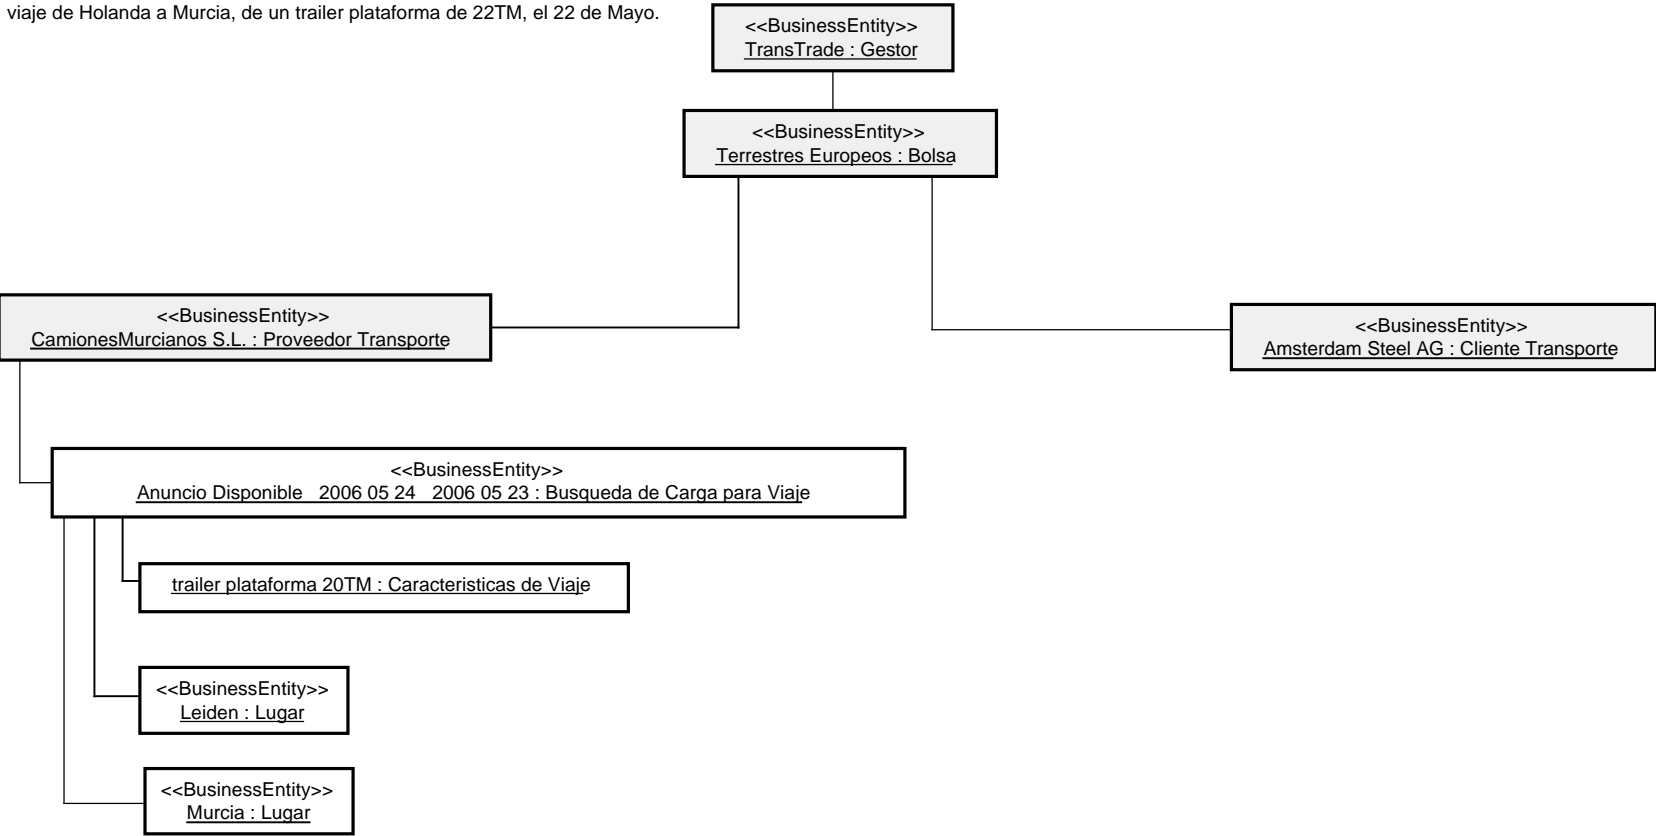 viaje de Holanda a Murcia, de un trailer plataforma de 22TM, el 22 de Mayo.
<<BusinessEntity>>
TransTrade : Gestor
<<BusinessEntity>>
Terrestres Europeos : Bolsa
<<BusinessEntity>>
CamionesMurcianos S.L. : Proveedor Transporte
<<BusinessEntity>>
Amsterdam Steel AG : Cliente Transporte
<<BusinessEntity>>
Anuncio Disponible 2006 05 24 2006 05 23 : Busqueda de Carga para Viaje
trailer plataforma 20TM : Caracteristicas de Viaje
<<BusinessEntity>>
Leiden : Lugar
<<BusinessEntity>>
Murcia : Lugar